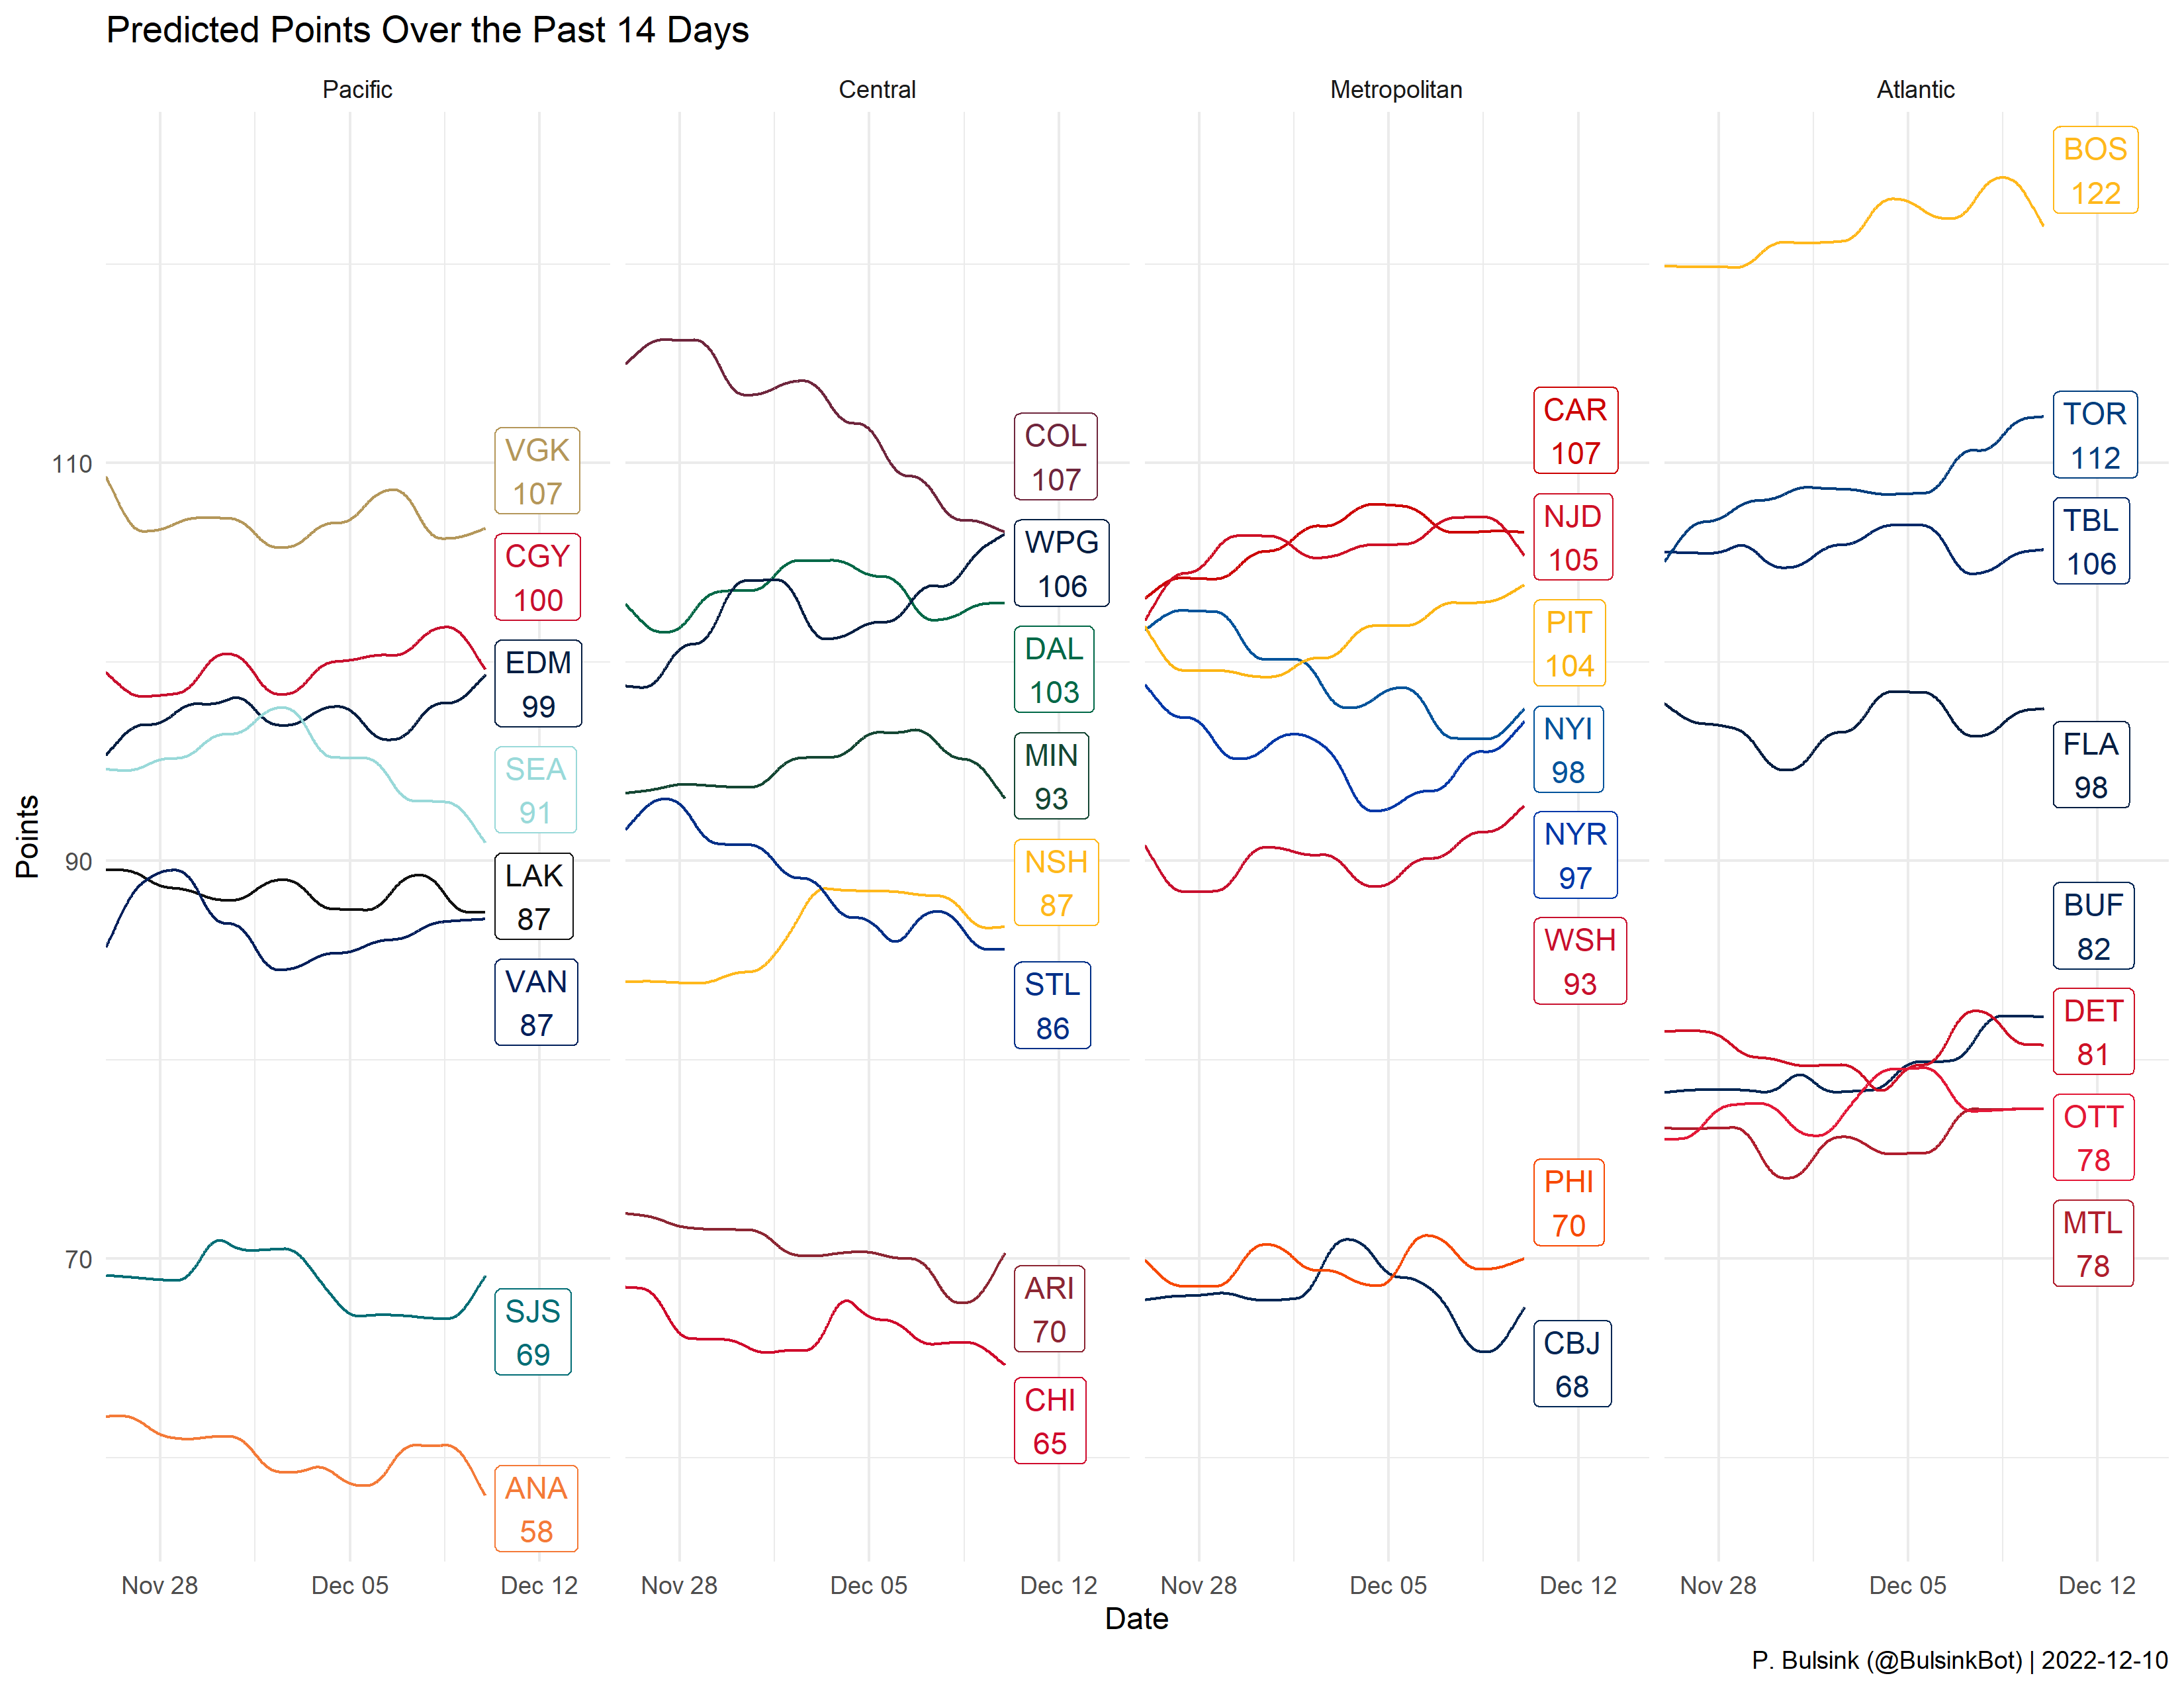 Predicted Points Over the Past 14 Days
Pacific
Central
Metropolitan
Atlantic
Points
110
90
70
VGK
107
CGY
100
EDM
99
SEA
91
LAK
87
VAN
87
SJS
69
ANA
58
COL
107
WPG
106
DAL
103
MIN
93
NSH
87
STL
86
ARI
70
CHI
65
CAR
107
NJD
105
PIT
104
NYI
98
NYR
97
WSH
93
PHI
70
CBJ
68
BOS
122
TOR
112
TBL
106
FLA
98
BUF
82
DET
81
OTT
78
MTL
78
Nov 28 Dec 05 Dec 12
Nov 28 Dec 05 Dec 12
Nov 28 Dec 05 Dec 12
Nov 28 Dec 05 Dec 12
Date
P. Bulsink (@BulsinkBot) | 2022-12-10